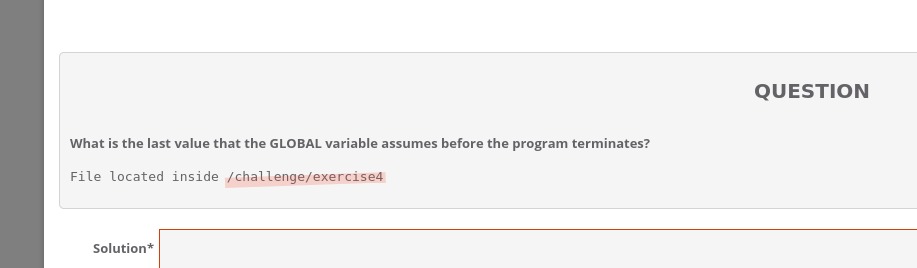 QUESTION
What is the last value that the GLOBAL variable assumes before the program terminates?
File located inside /challenge/exercise4
Solution*